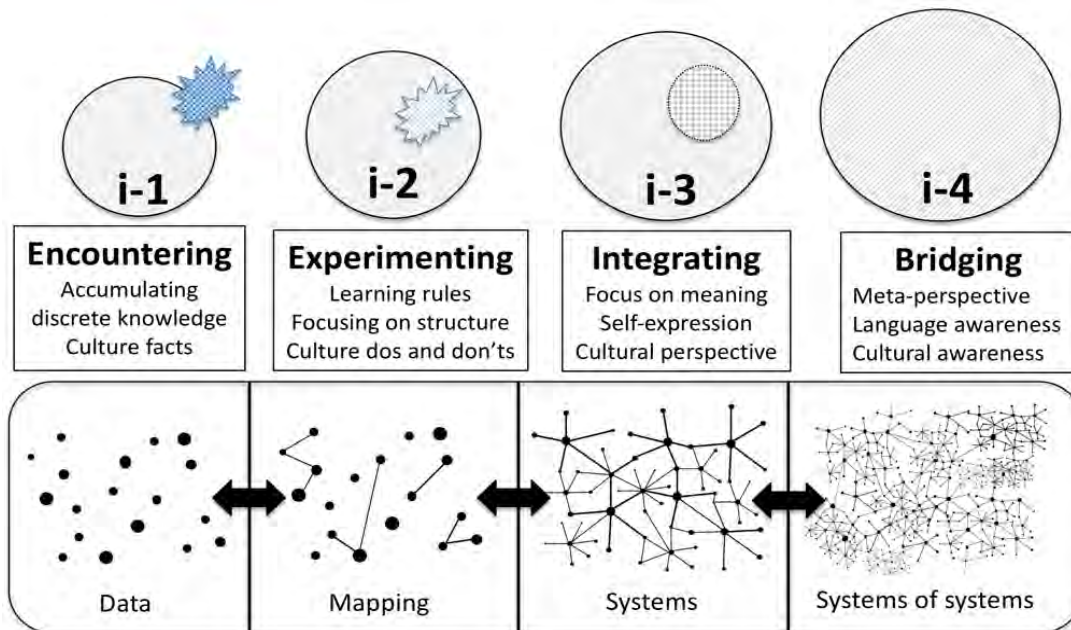 i-1
i-2
i-3
i-4
Encountering
Accumulating
discrete knowledge
Culture facts
Experimenting
Learning rules
Focusing on structure
Culture dos and don'ts
Integrating
Focus on meaning
Self-expression
Cultural perspective
Bridging
Meta-perspective
Language awareness
Cultural awareness
Data
Mapping
Systems
Systems of systems